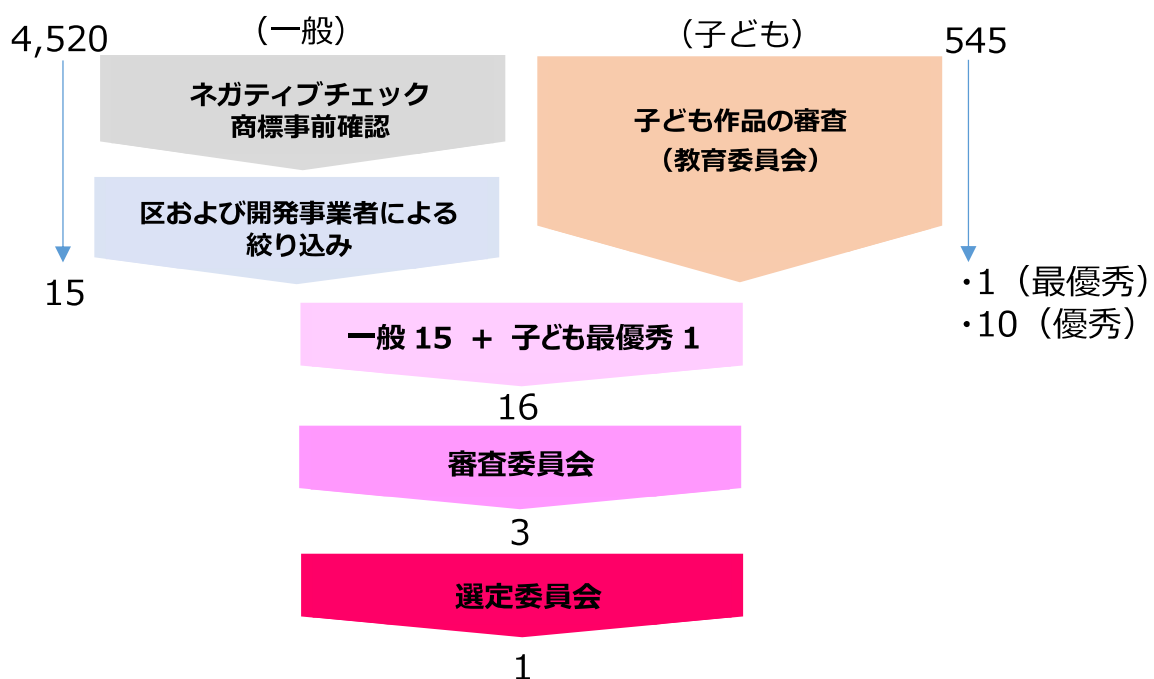 4,520
（一般）
ネガティブチェック
商標事前確認
区および開発事業者による
絞り込み
15
（子ども）
545
子ども作品の審査
（教育委員会）
・1（最優秀）
・10（優秀）
一般 15 + 子ども最優秀 1
16
審査委員会
3
選定委員会
1